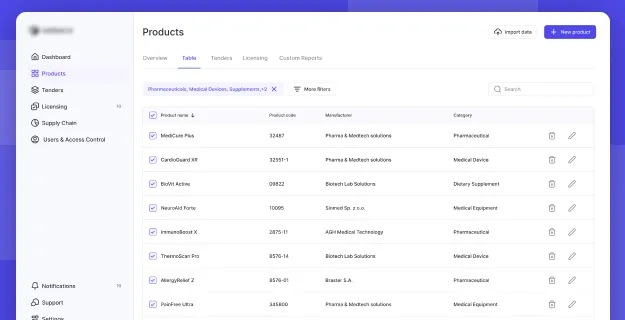 Products
Import data
New product
Dashboard
Products
Tenders
Licensing
Supply Chain
Users & Access Control
Notifications
Support
Settings
Overview Table Tenders Licensing Custom Reports
Pharmaceuticals, Medical Devices, Supplements,+2
More filters
Search
Product name Product code Manufacturer Category
MediCure Plus 32487 Pharma & Medtech solutions Pharmaceutical
CardioGuard XR 32551-1 Pharma & Medtech solutions Medical Device
BioVit Active 09822 Biotech Lab Solutions Dietary Supplement
NeuroAid Forte 10095 Sinmed Sp. z o.o. Medical Equipment
ImmunoBoost X 2875-11 AGH Medical Technology Pharmaceutical
ThermoScan Pro 8576-14 Biotech Lab Solutions Medical Device
AllergyRelief Z 8576-01 Braster S.A. Pharmaceutical
PainFree Ultra 345800 Pharma & Medtech solutions Medical Equipment